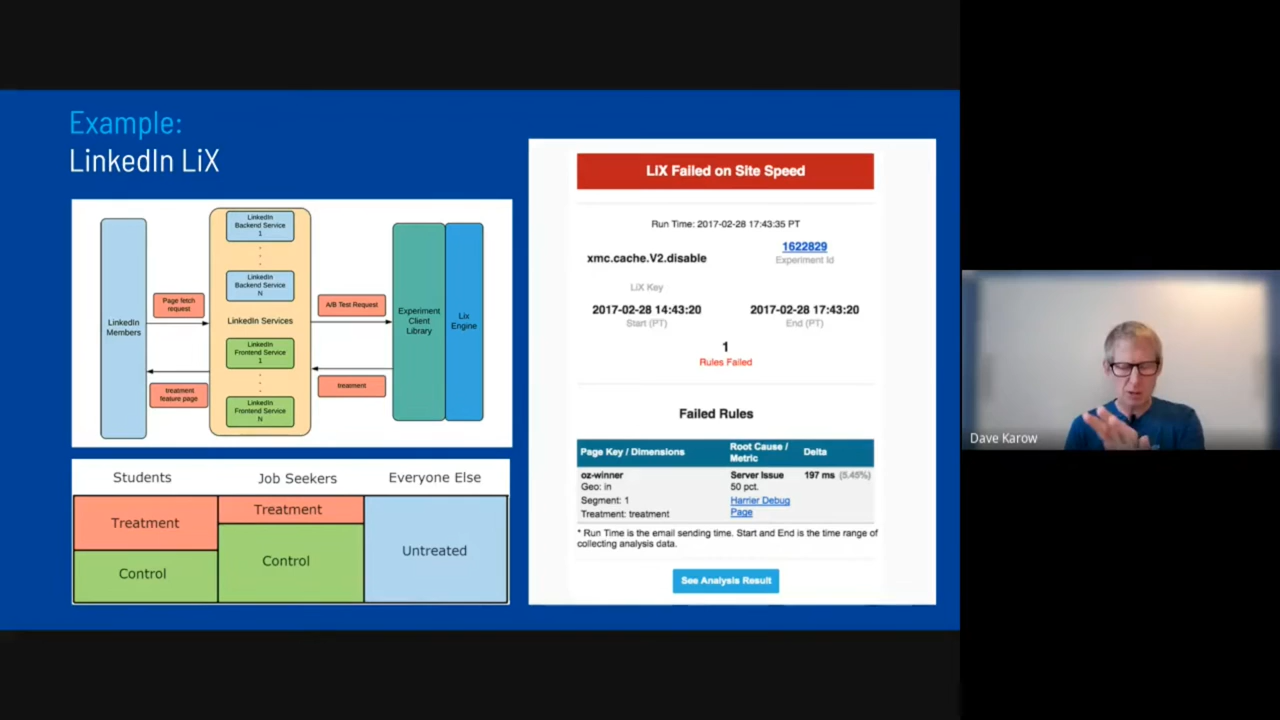 Example:
LinkedIn LiX
LinkedIn
Members
Page fetch
request
treatment
feature page
LinkedIn
Backend Service
1
LinkedIn
Backend Service
N
LinkedIn Services
LinkedIn
Frontend Service
1
LinkedIn
Frontend Service
N
A/B Test Request
treatment
Experiment
Client
Library
Lix
Engine
Students
Job Seekers
Everyone Else
Treatment
Treatment
Untreated
Control
Control
LiX Failed on Site Speed
Run Time: 2017-02-28 17:43:35 PT
xmc.cache.V2.disable
LiX Key
1622829
Experiment Id
2017-02-28 14:43:20
Start (PT)
2017-02-28 17:43:20
End (PT)
1
Rules Failed
Failed Rules
Page Key / Dimensions
Root Cause /
Metric
Delta
oz-winner
Geo: in
Segment: 1
Treatment: treatment
Server Issue
50 pct.
Harrier Debug
Page
197 ms (5.45%)
* Run Time is the email sending time. Start and End is the time range of
collecting analysis data.
See Analysis Result
Dave Karow